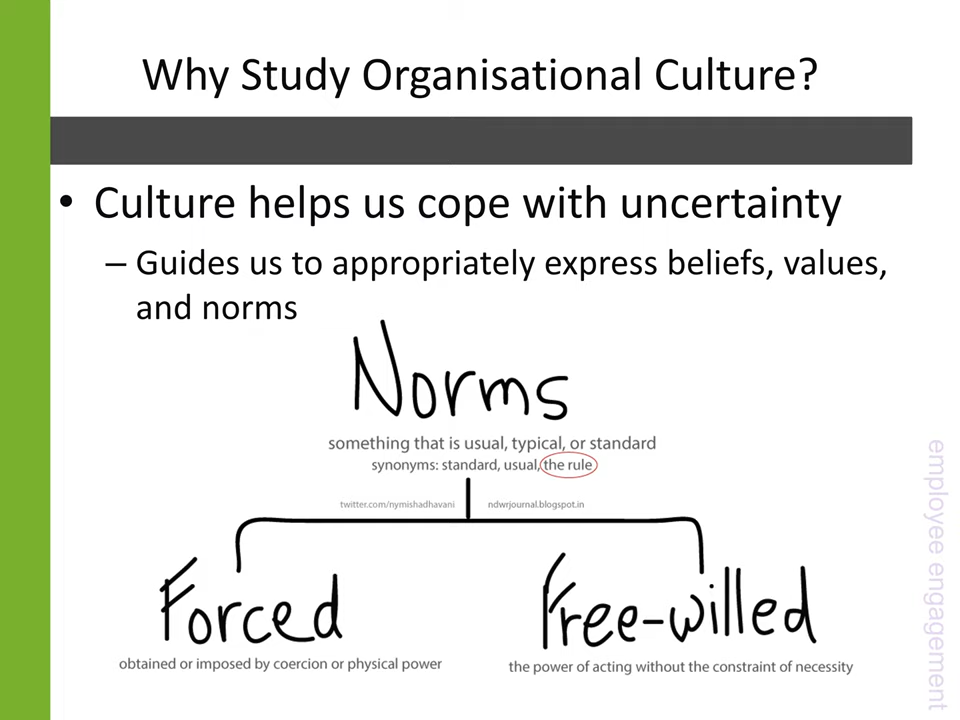 Why Study Organisational Culture?
• Culture helps us cope with uncertainty
– Guides us to appropriately express beliefs, values,
and norms
Norms
something that is usual, typical, or standard
synonyms: standard, usual, the rule
twitter.com/nymishadhavani ndwrjournal.blogspot.in
Forced
Free-willed
obtained or imposed by coercion or physical power
the power of acting without the constraint of necessity
employee engagement